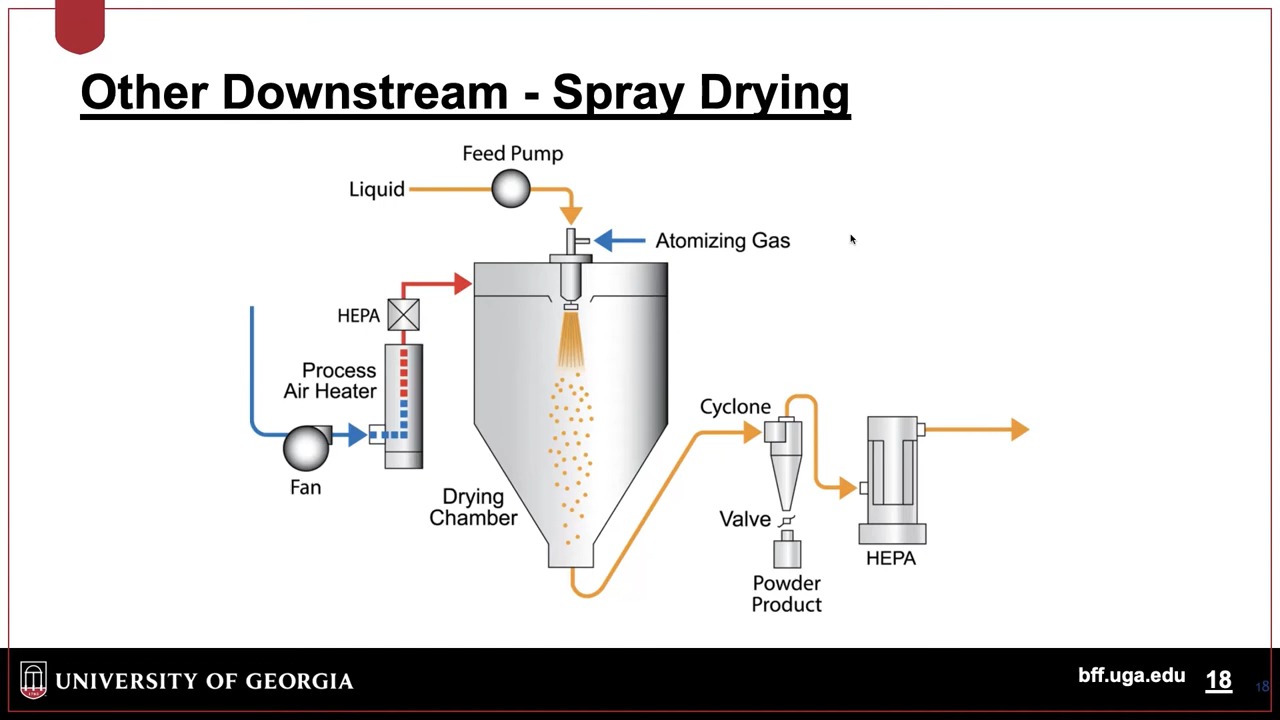 Other Downstream - Spray Drying
Feed Pump
Liquid
Atomizing Gas
HEPA
Process
Air Heater
Fan
Drying
Chamber
Cyclone
Valve
Powder
Product
HEPA
UNIVERSITY OF GEORGIA
bff.uga.edu
18
18